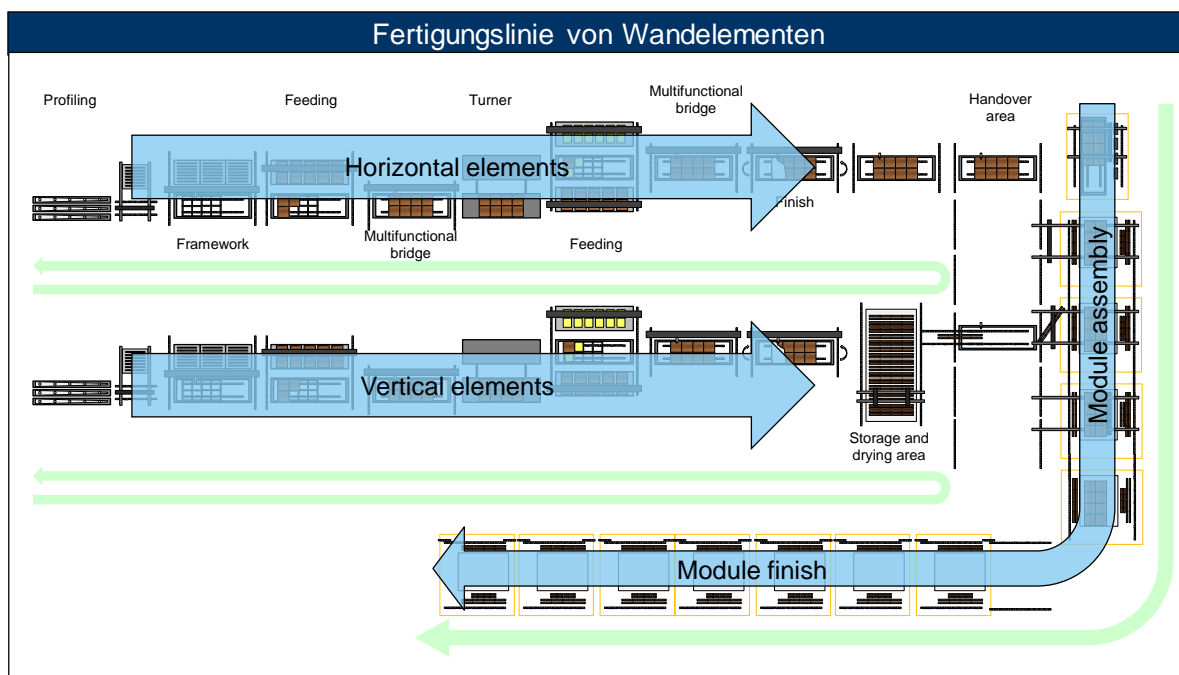 Fertigungslinie von Wandelementen
Profiling
Feeding
Turner
Multifunctional
bridge
Handover
area
Horizontal elements
Finish
Framework
Multifunctional
bridge
Feeding
Vertical elements
Storage and
drying area
Module assembly
Module finish